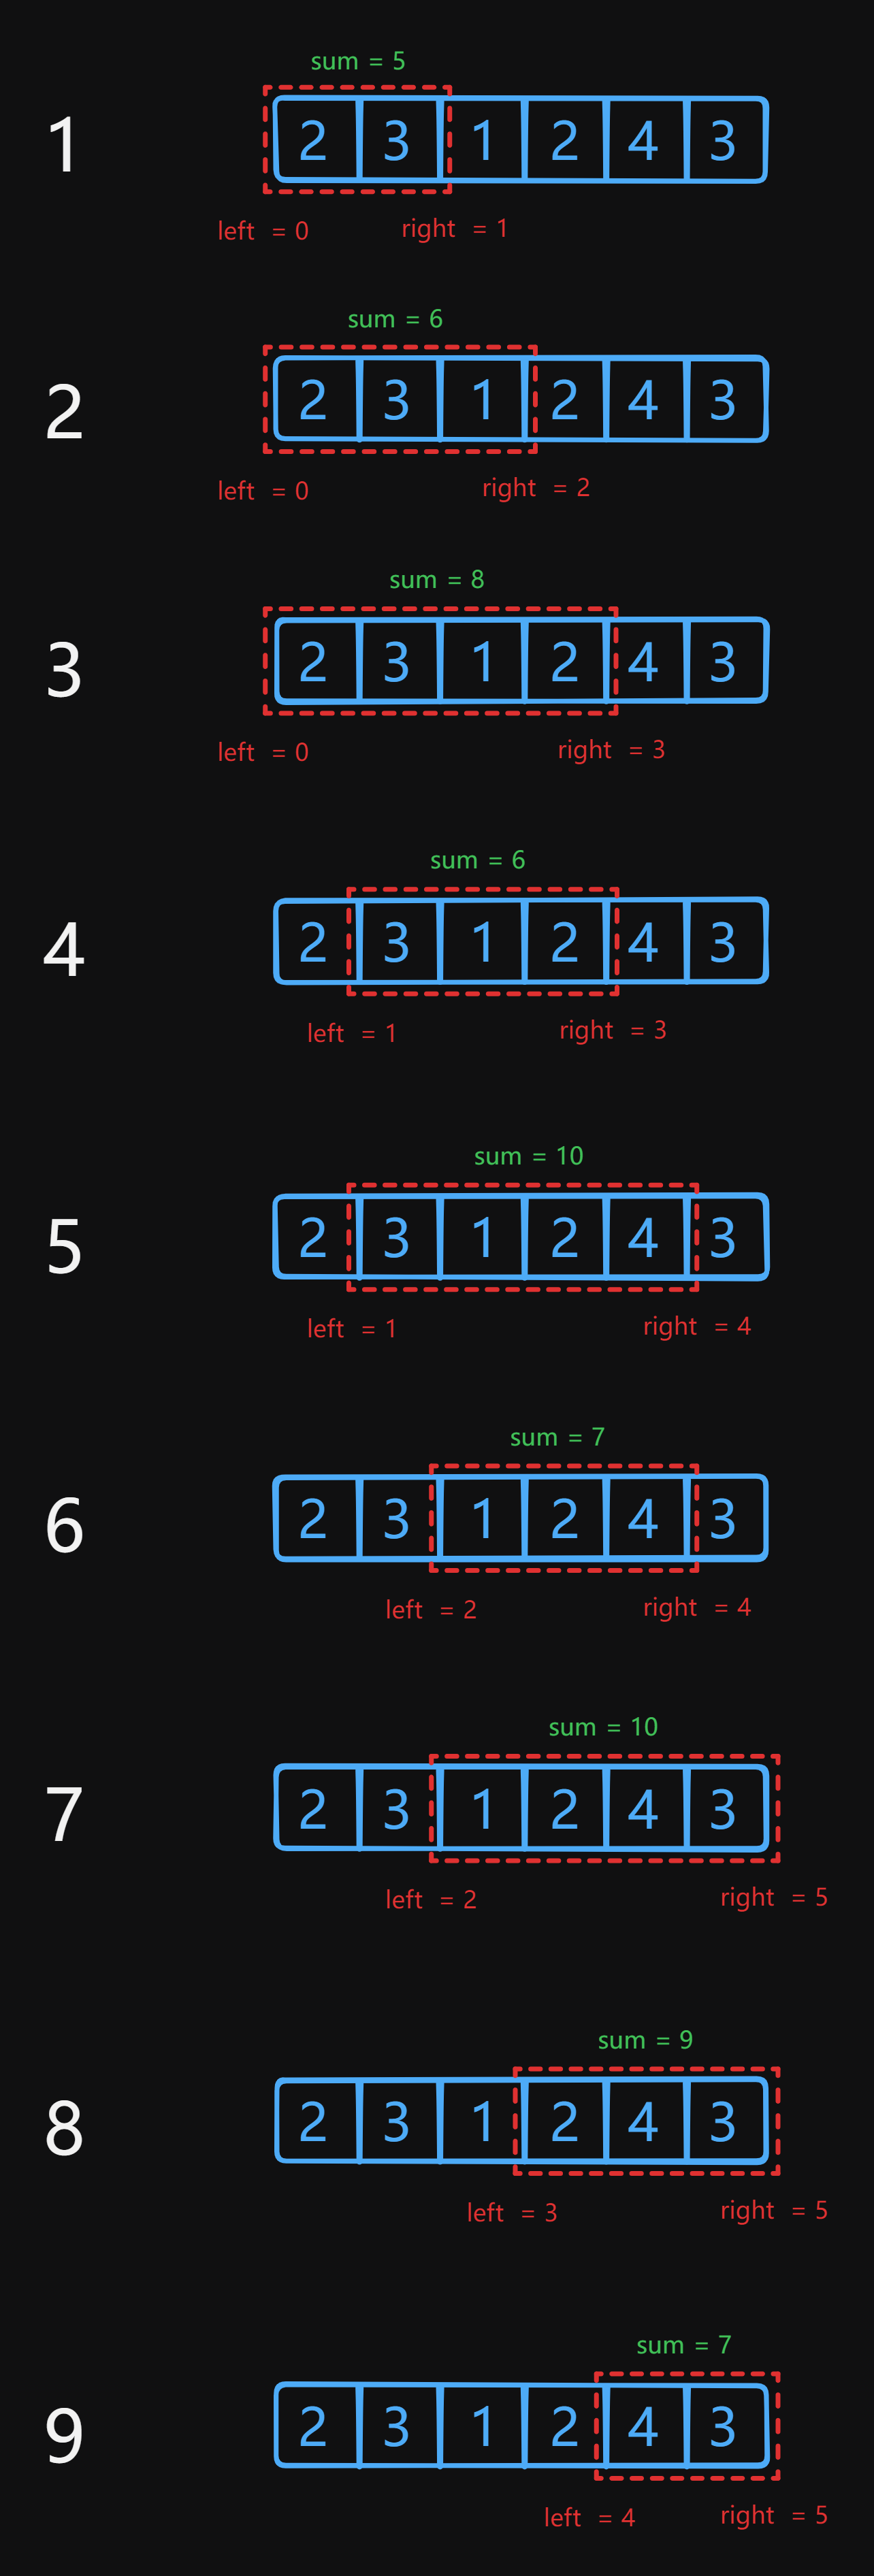 sum = 5
1
2 3 1 2 4 3
left = 0 right = 1
sum = 6
2
2 3 1 2 4 3
left = 0 right = 2
sum = 8
3
2 3 1 2 4 3
left = 0 right = 3
sum = 6
4
2 3 1 2 4 3
left = 1 right = 3
sum = 10
5
2 3 1 2 4 3
left = 1 right = 4
sum = 7
6
2 3 1 2 4 3
left = 2 right = 4
sum = 10
7
2 3 1 2 4 3
left = 2 right = 5
sum = 9
8
2 3 1 2 4 3
left = 3 right = 5
sum = 7
9
2 3 1 2 4 3
left = 4 right = 5